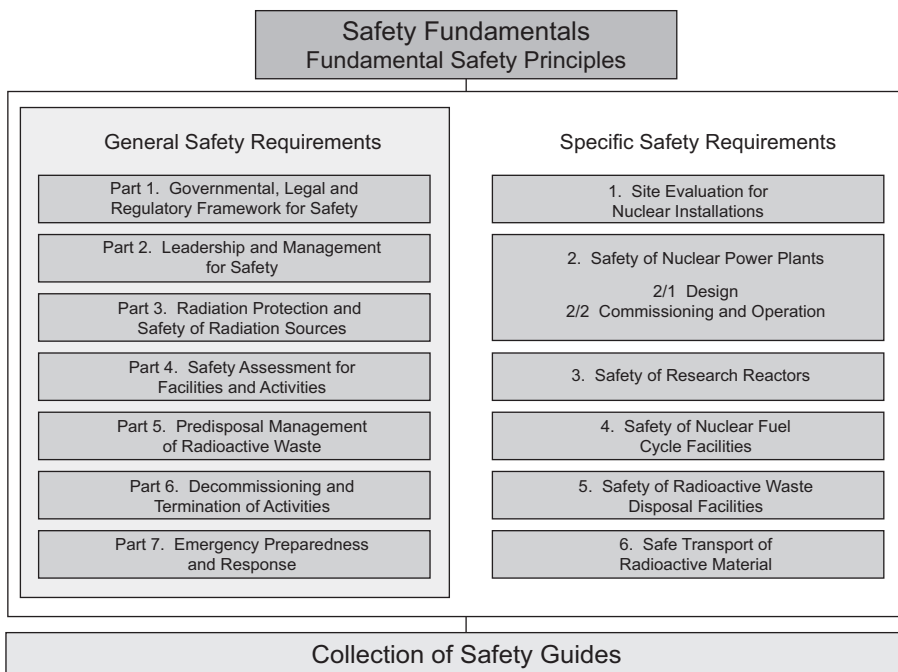 Safety Fundamentals
Fundamental Safety Principles
General Safety Requirements
Part 1. Governmental, Legal and
Regulatory Framework for Safety
Part 2. Leadership and Management
for Safety
Part 3. Radiation Protection and
Safety of Radiation Sources
Part 4. Safety Assessment for
Facilities and Activities
Part 5. Predisposal Management
of Radioactive Waste
Part 6. Decommissioning and
Termination of Activities
Part 7. Emergency Preparedness
and Response
Specific Safety Requirements
1. Site Evaluation for
Nuclear Installations
2. Safety of Nuclear Power Plants
2/1 Design
2/2 Commissioning and Operation
3. Safety of Research Reactors
4. Safety of Nuclear Fuel
Cycle Facilities
5. Safety of Radioactive Waste
Disposal Facilities
6. Safe Transport of
Radioactive Material
Collection of Safety Guides